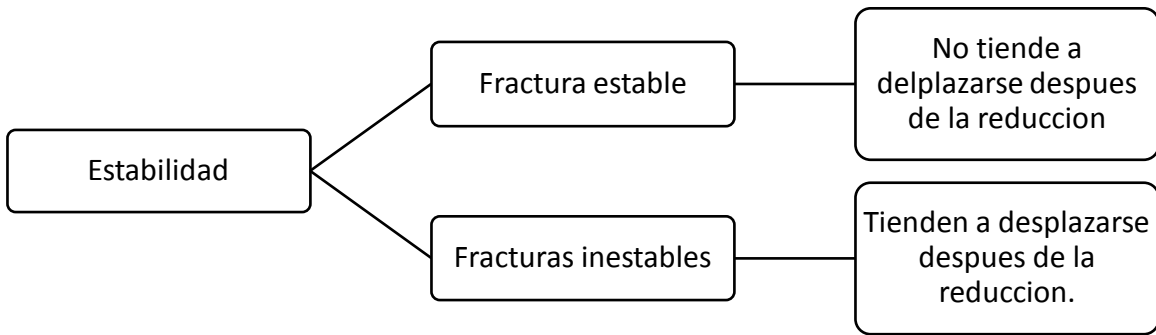 Estabilidad
Fractura estable
No tiende a
delplazarse despues
de la reduccion
Fracturas inestables
Tienden a desplazarse
despues de la
reduccion.